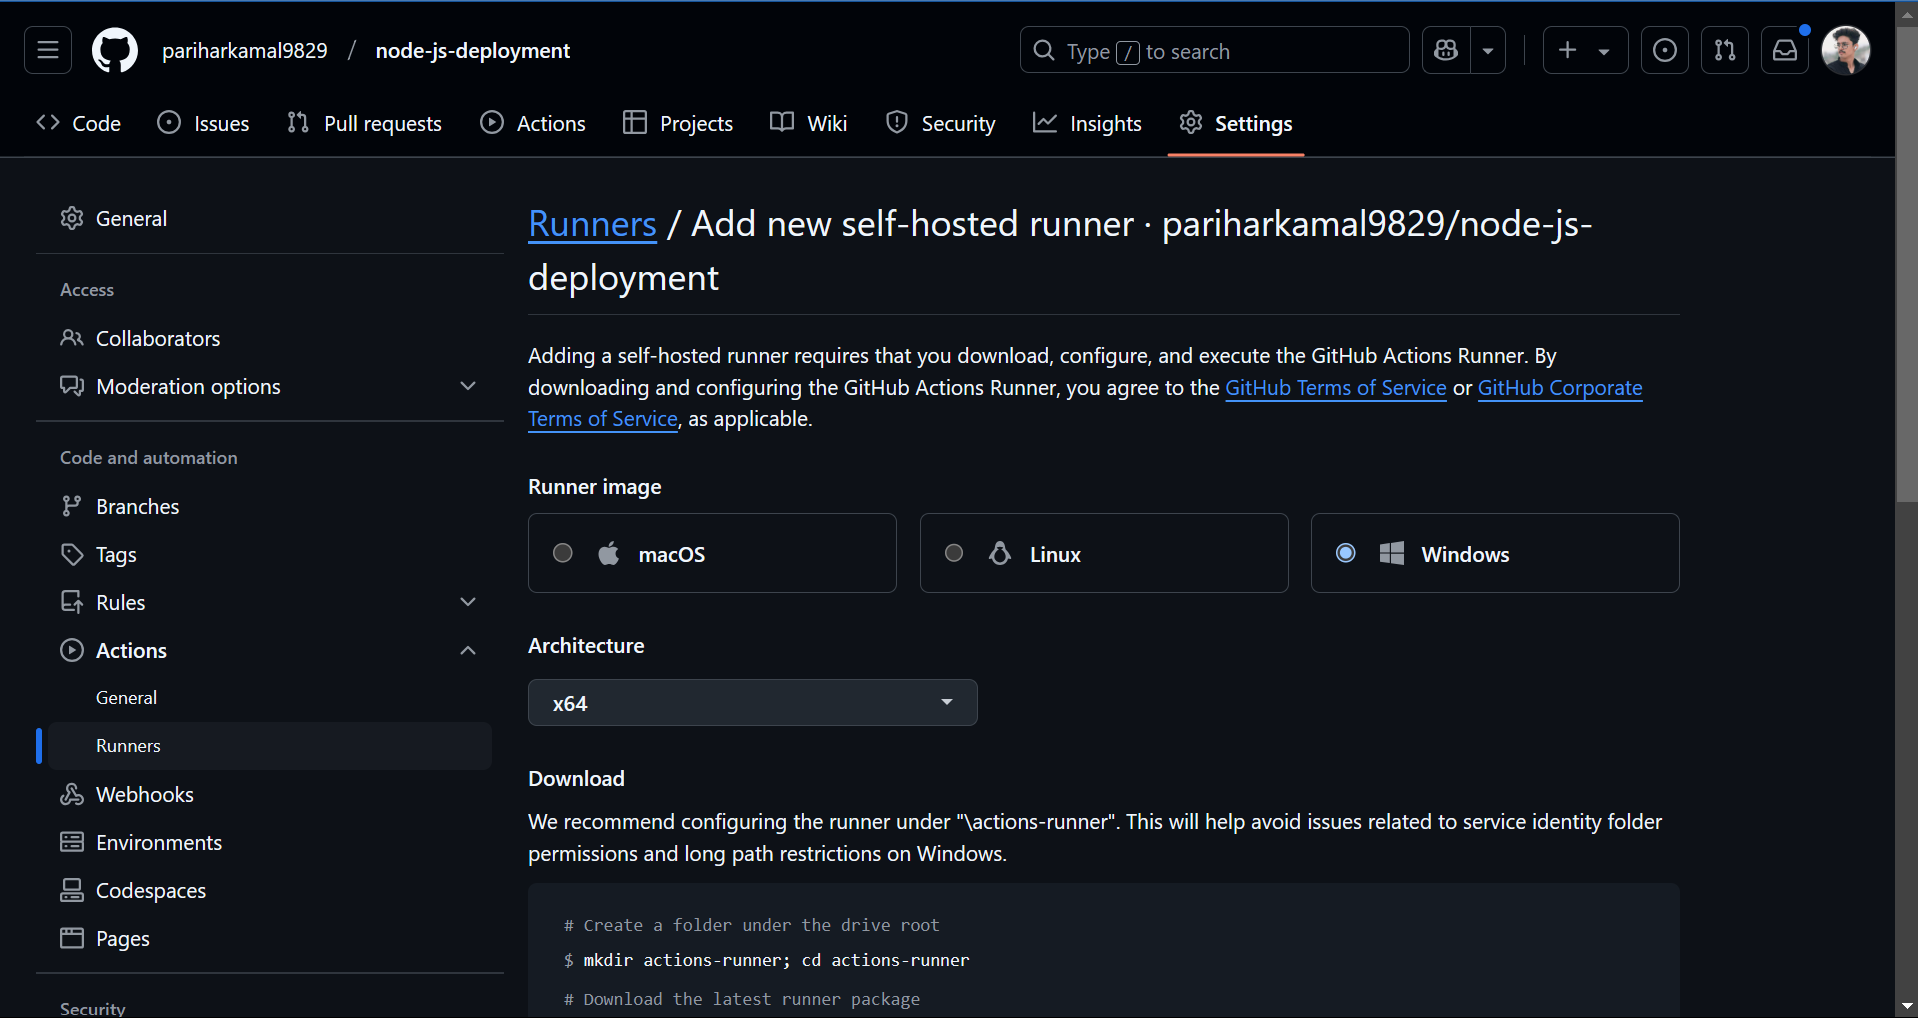 pariharkamal9829 / node-js-deployment
Type / to search
Code
Issues
Pull requests
Actions
Projects
Wiki
Security
Insights
Settings
General
Access
Collaborators
Moderation options
Code and automation
Branches
Tags
Rules
Actions
General
Runners
Webhooks
Environments
Codespaces
Pages
Security
Runners / Add new self-hosted runner · pariharkamal9829/node-js-
deployment
Adding a self-hosted runner requires that you download, configure, and execute the GitHub Actions Runner. By
downloading and configuring the GitHub Actions Runner, you agree to the GitHub Terms of Service or GitHub Corporate
Terms of Service, as applicable.
Runner image
macOS
Linux
Windows
Architecture
x64
Download
We recommend configuring the runner under "\actions-runner". This will help avoid issues related to service identity folder
permissions and long path restrictions on Windows.
# Create a folder under the drive root
$ mkdir actions-runner; cd actions-runner
# Download the latest runner package